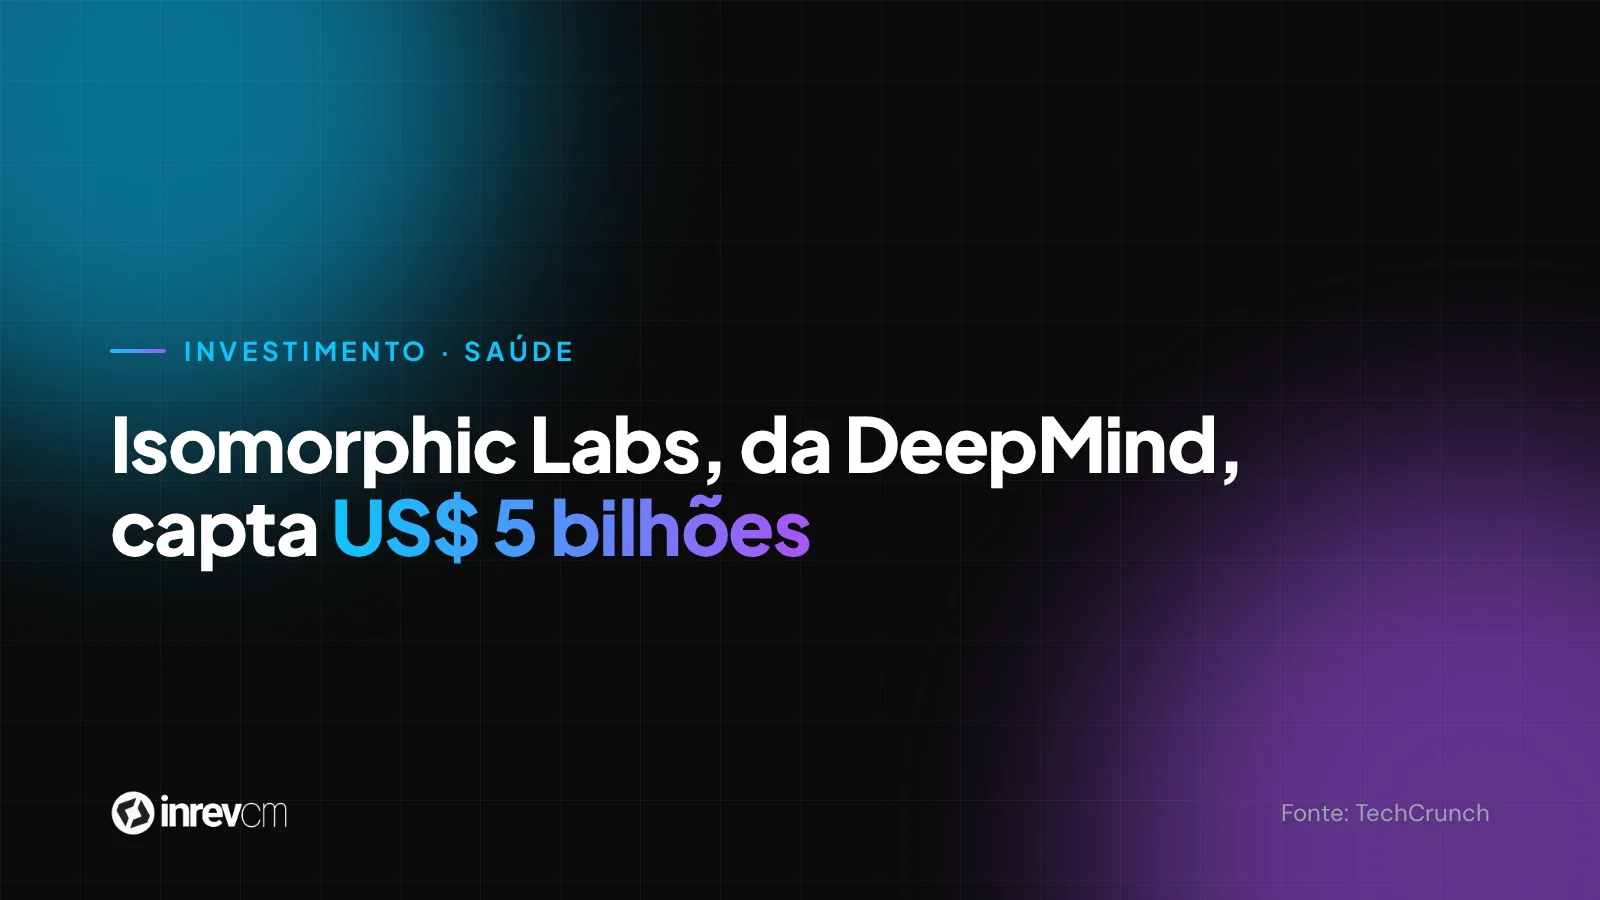 INVESTIMENTO · SAÚDE
Isomorphic Labs, da DeepMind,
capta US$ 5 bilhões
inrevcm
Fonte: TechCrunch